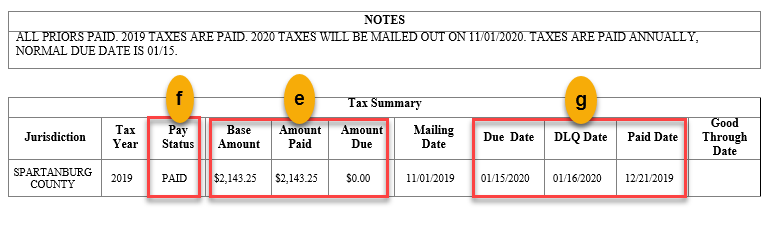 NOTES
ALL PRIORS PAID. 2019 TAXES ARE PAID. 2020 TAXES WILL BE MAILED OUT ON 11/01/2020. TAXES ARE PAID ANNUALLY,
NORMAL DUE DATE IS 01/15.
f e g
Tax Summary
Jurisdiction Tax Year Pay Status Base Amount Amount Paid Amount Due Mailing Date Due Date DLQ Date Paid Date Good Through Date
SPARTANBURG COUNTY 2019 PAID $2,143.25 $2,143.25 $0.00 11/01/2019 01/15/2020 01/16/2020 12/21/2019